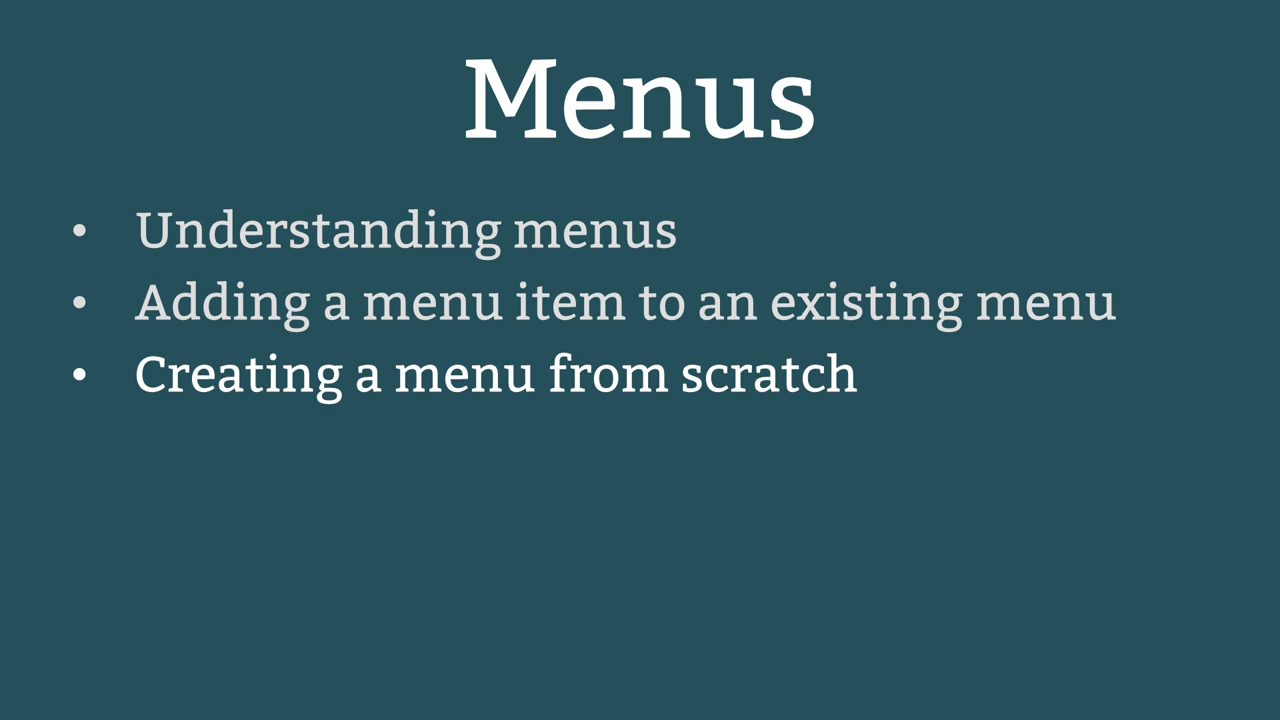 Menus
• Understanding menus
• Adding a menu item to an existing menu
• Creating a menu from scratch